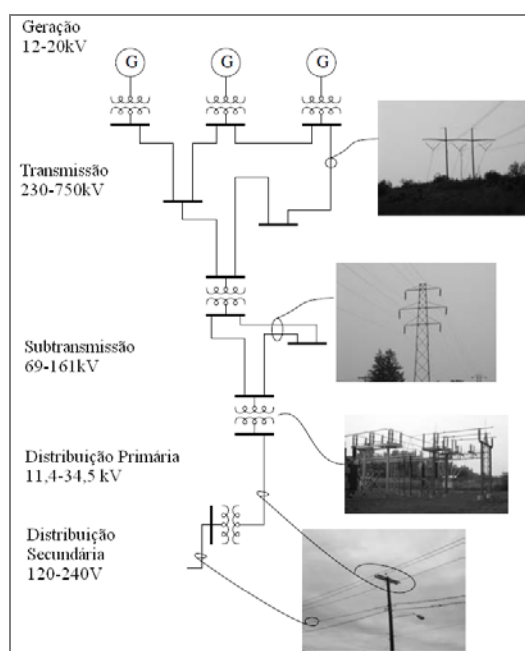 Geração
12-20kV
G
G
G
Transmissão
230-750kV
Subtransmissão
69-161kV
Distribuição Primária
11,4-34,5 kV
Distribuição
Secundária
120-240V